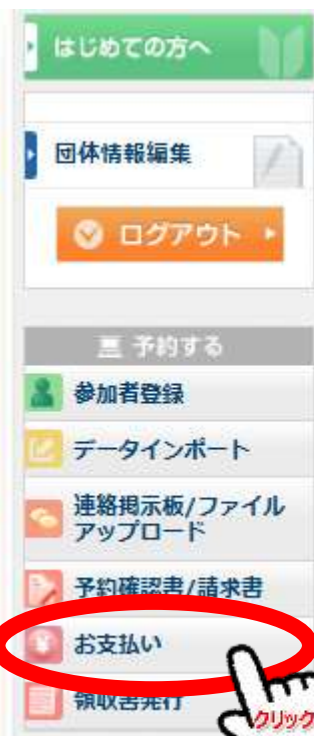 はじめての方へ
団体情報編集
ログアウト
予約する
参加者登録
データインポート
連絡掲示板/ファイル
アップロード
予約確認書/請求書
お支払い
領収書発行
クリック